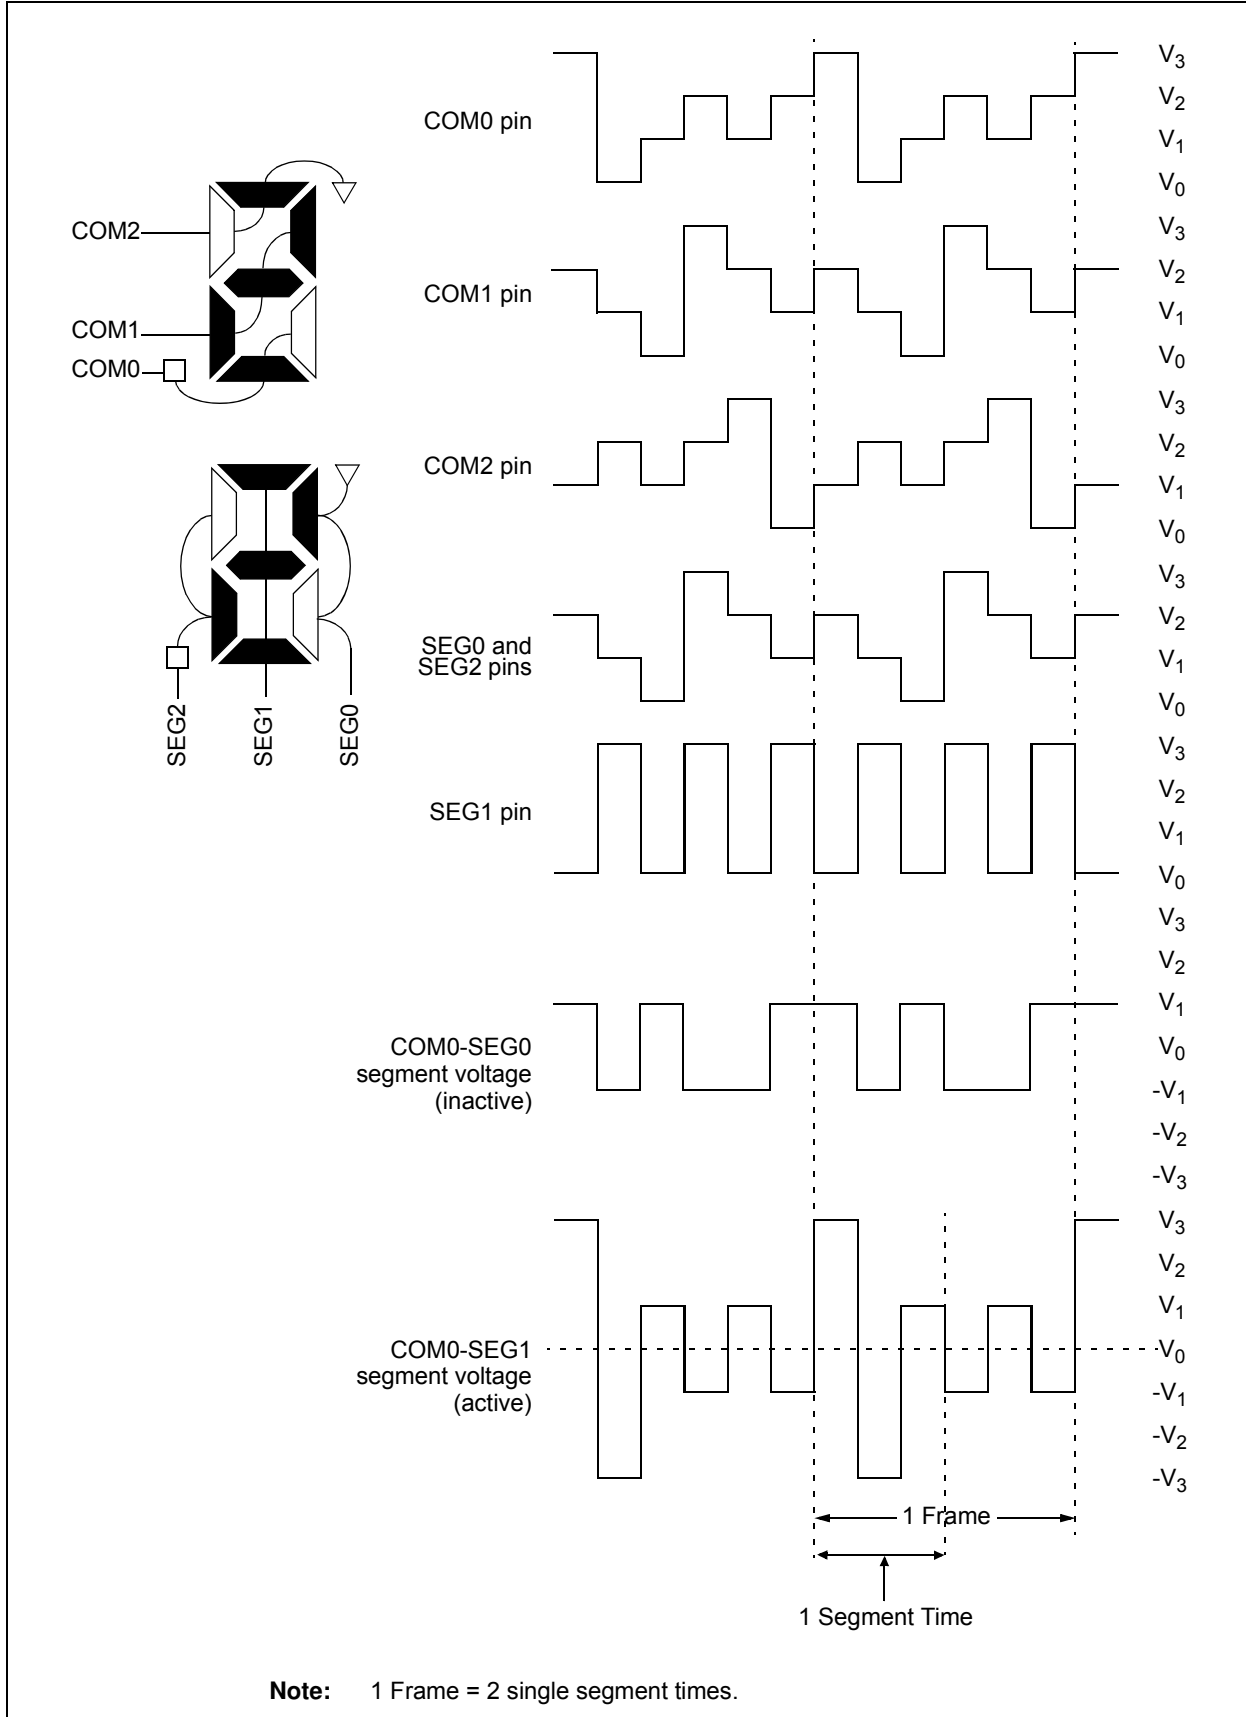 COM0 pin
V3
V2
V1
V0
COM2
COM1
COM0
COM1 pin
V3
V2
V1
V0
COM2 pin
V3
V2
V1
V0
SEG2
SEG1
SEG0
SEG0 and
SEG2 pins
V3
V2
V1
V0
SEG1 pin
V3
V2
V1
V0
COM0-SEG0
segment voltage
(inactive)
V3
V2
V1
V0
-V1
-V2
-V3
COM0-SEG1
segment voltage
(active)
V3
V2
V1
V0
-V1
-V2
-V3
1 Frame
1 Segment Time
Note: 1 Frame = 2 single segment times.